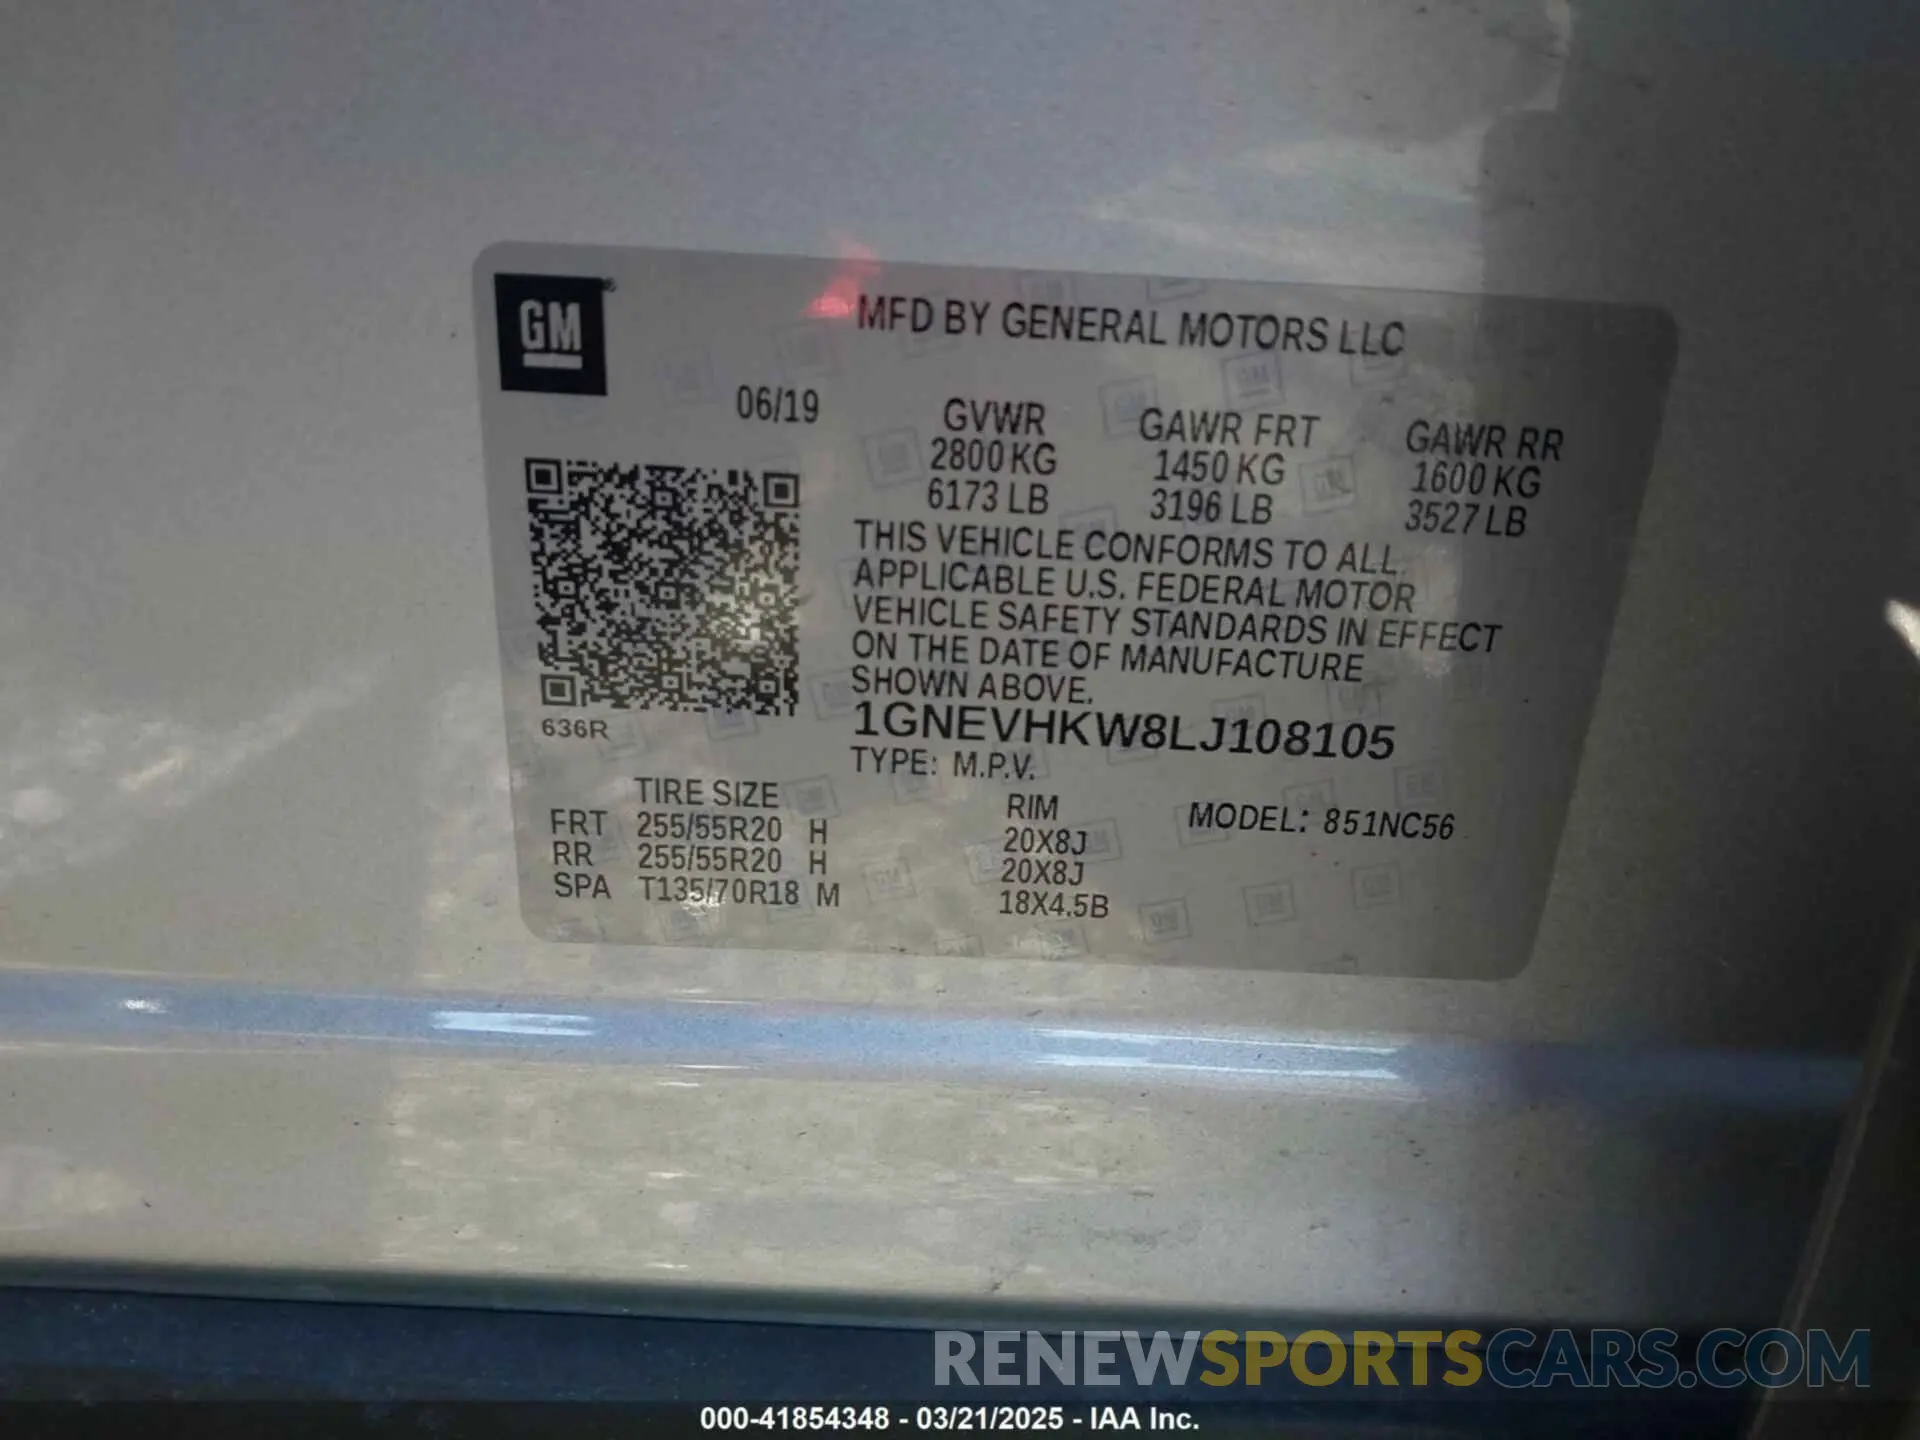 GM®
MFD BY GENERAL MOTORS LLC
06/19
GVWR GAWR FRT GAWR RR
2800 KG 1450 KG 1600 KG
6173 LB 3196 LB 3527 LB
THIS VEHICLE CONFORMS TO ALL
APPLICABLE U.S. FEDERAL MOTOR
VEHICLE SAFETY STANDARDS IN EFFECT
ON THE DATE OF MANUFACTURE
SHOWN ABOVE.
636R
1GNEVHKW8LJ108105
TYPE: M.P.V.
TIRE SIZE RIM MODEL: 851NC56
FRT 255/55R20 H 20X8J
RR 255/55R20 H 20X8J
SPA T135/70R18 M 18X4.5B
RENEWSPORTSCARS.COM
000-41854348 - 03/21/2025 - IAA Inc.